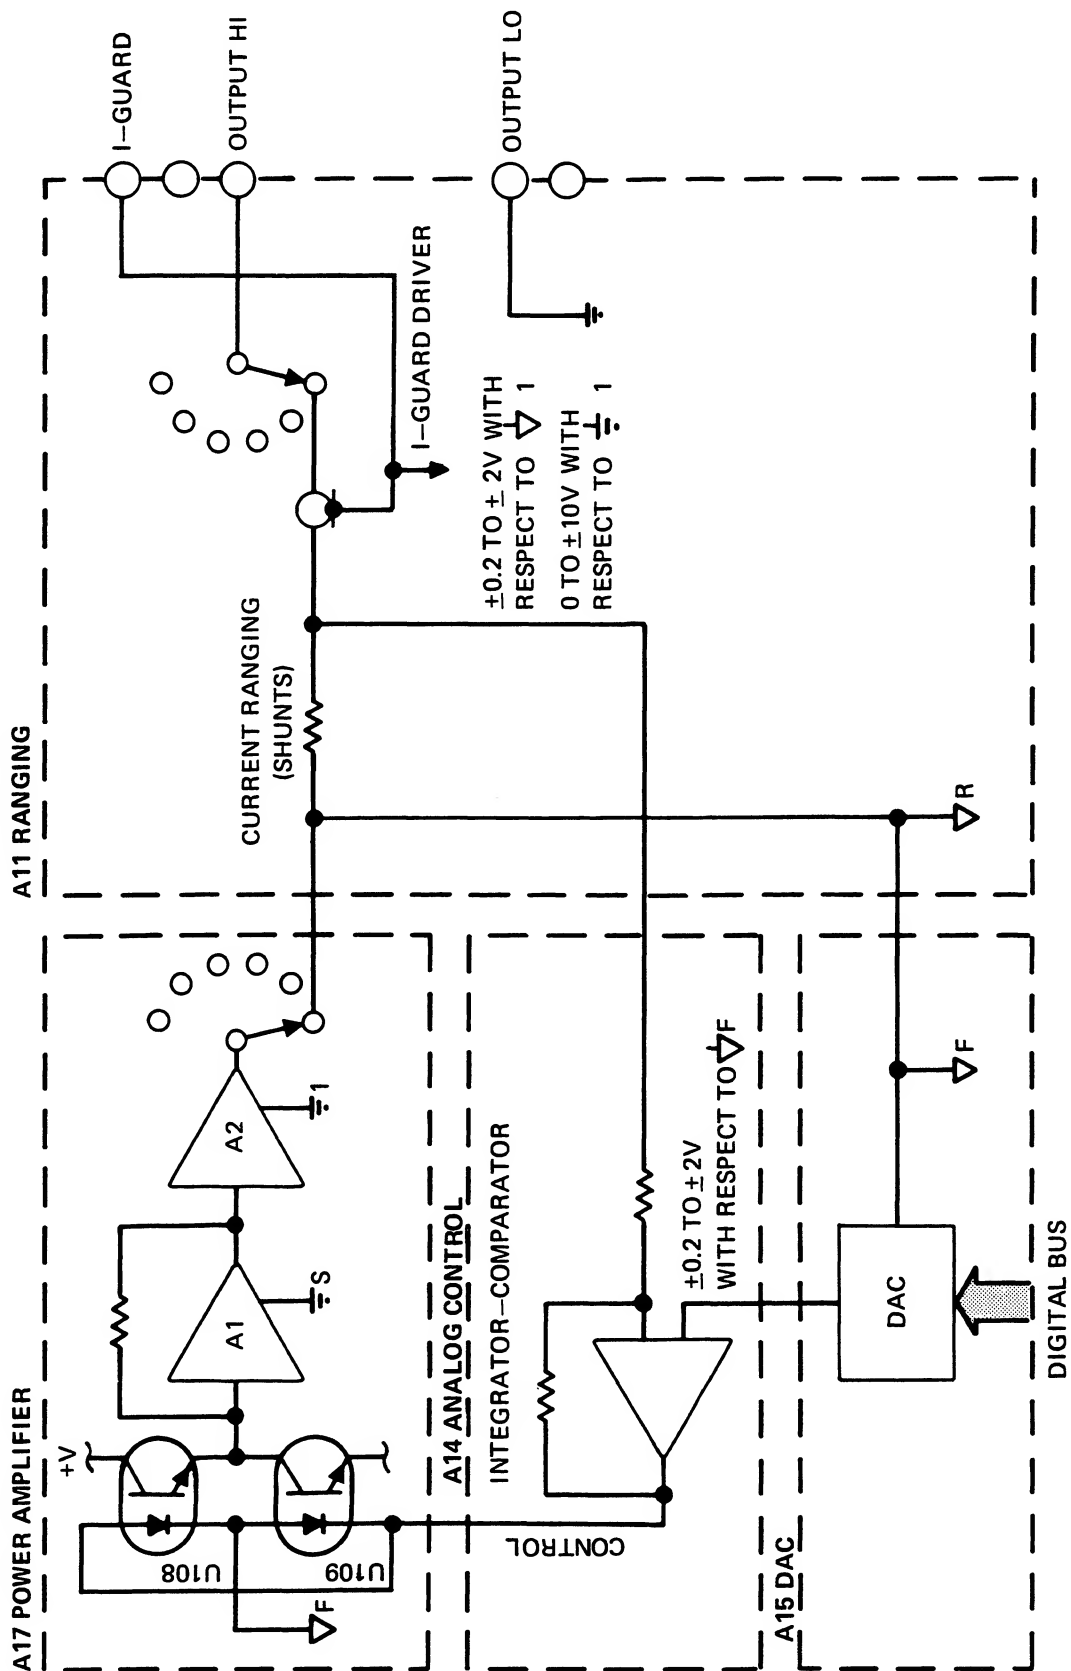 A17 POWER AMPLIFIER
+V
U108
U109
F
A1
S
A2
1
A14 ANALOG CONTROL
INTEGRATOR–COMPARATOR
CONTROL
±0.2 TO ±2V
WITH RESPECT TO F
A15 DAC
DAC
F
DIGITAL BUS
A11 RANGING
CURRENT RANGING
(SHUNTS)
R
±0.2 TO ± 2V WITH
RESPECT TO 1
0 TO ±10V WITH
RESPECT TO 1
I–GUARD DRIVER
I–GUARD
OUTPUT HI
OUTPUT LO